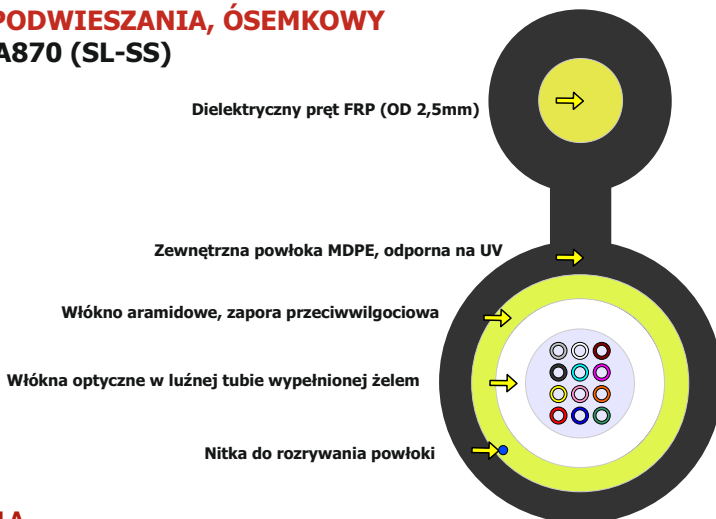 PODWIESZANIA, ÓSEMKOWY
A870 (SL-SS)
Dielektryczny pręt FRP (OD 2,5mm)
Zewnętrzna powłoka MDPE, odporna na UV
Włókno aramidowe, zapora przeciwwilgociowa
Włókna optyczne w luźnej tubie wypełnionej żelem
Nitka do rozrywania powłoki